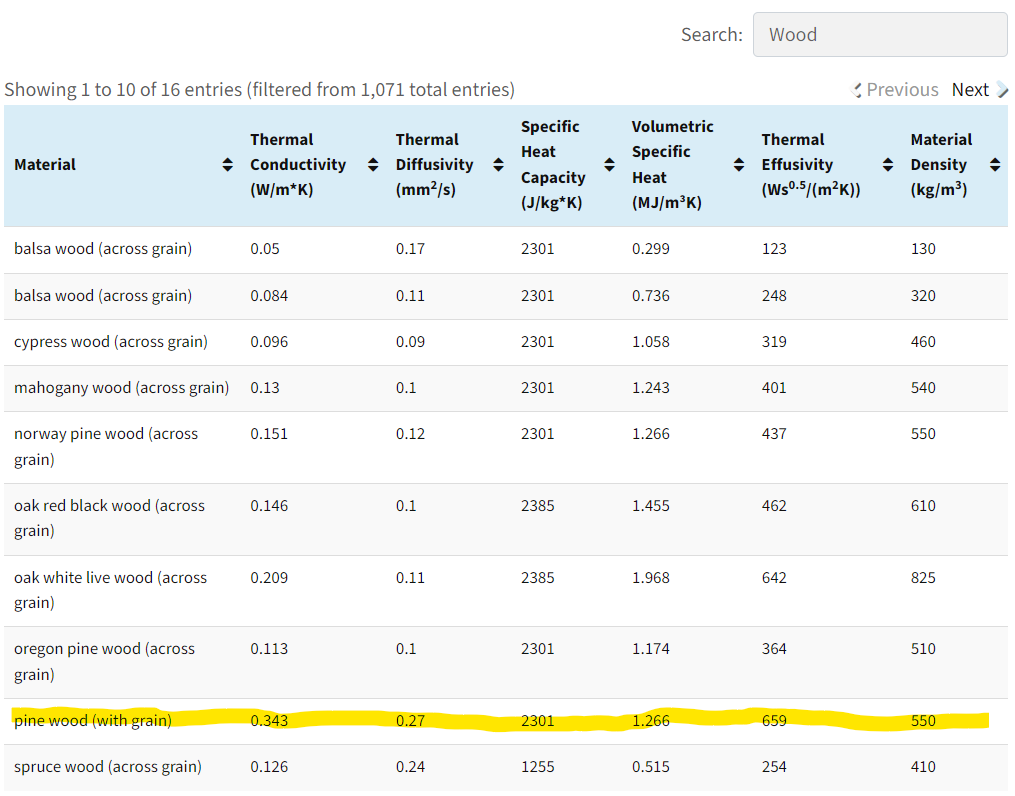 Search: Wood
Showing 1 to 10 of 16 entries (filtered from 1,071 total entries) Previous Next
Material Thermal Conductivity (W/m*K) Thermal Diffusivity (mm²/s) Specific Heat Capacity (J/kg*K) Volumetric Specific Heat (MJ/m³K) Thermal Effusivity (Ws⁰·⁵/(m²K)) Material Density (kg/m³)
balsa wood (across grain) 0.05 0.17 2301 0.299 123 130
balsa wood (across grain) 0.084 0.11 2301 0.736 248 320
cypress wood (across grain) 0.096 0.09 2301 1.058 319 460
mahogany wood (across grain) 0.13 0.1 2301 1.243 401 540
norway pine wood (across grain) 0.151 0.12 2301 1.266 437 550
oak red black wood (across grain) 0.146 0.1 2385 1.455 462 610
oak white live wood (across grain) 0.209 0.11 2385 1.968 642 825
oregon pine wood (across grain) 0.113 0.1 2301 1.174 364 510
pine wood (with grain) 0.343 0.27 2301 1.266 659 550
spruce wood (across grain) 0.126 0.24 1255 0.515 254 410